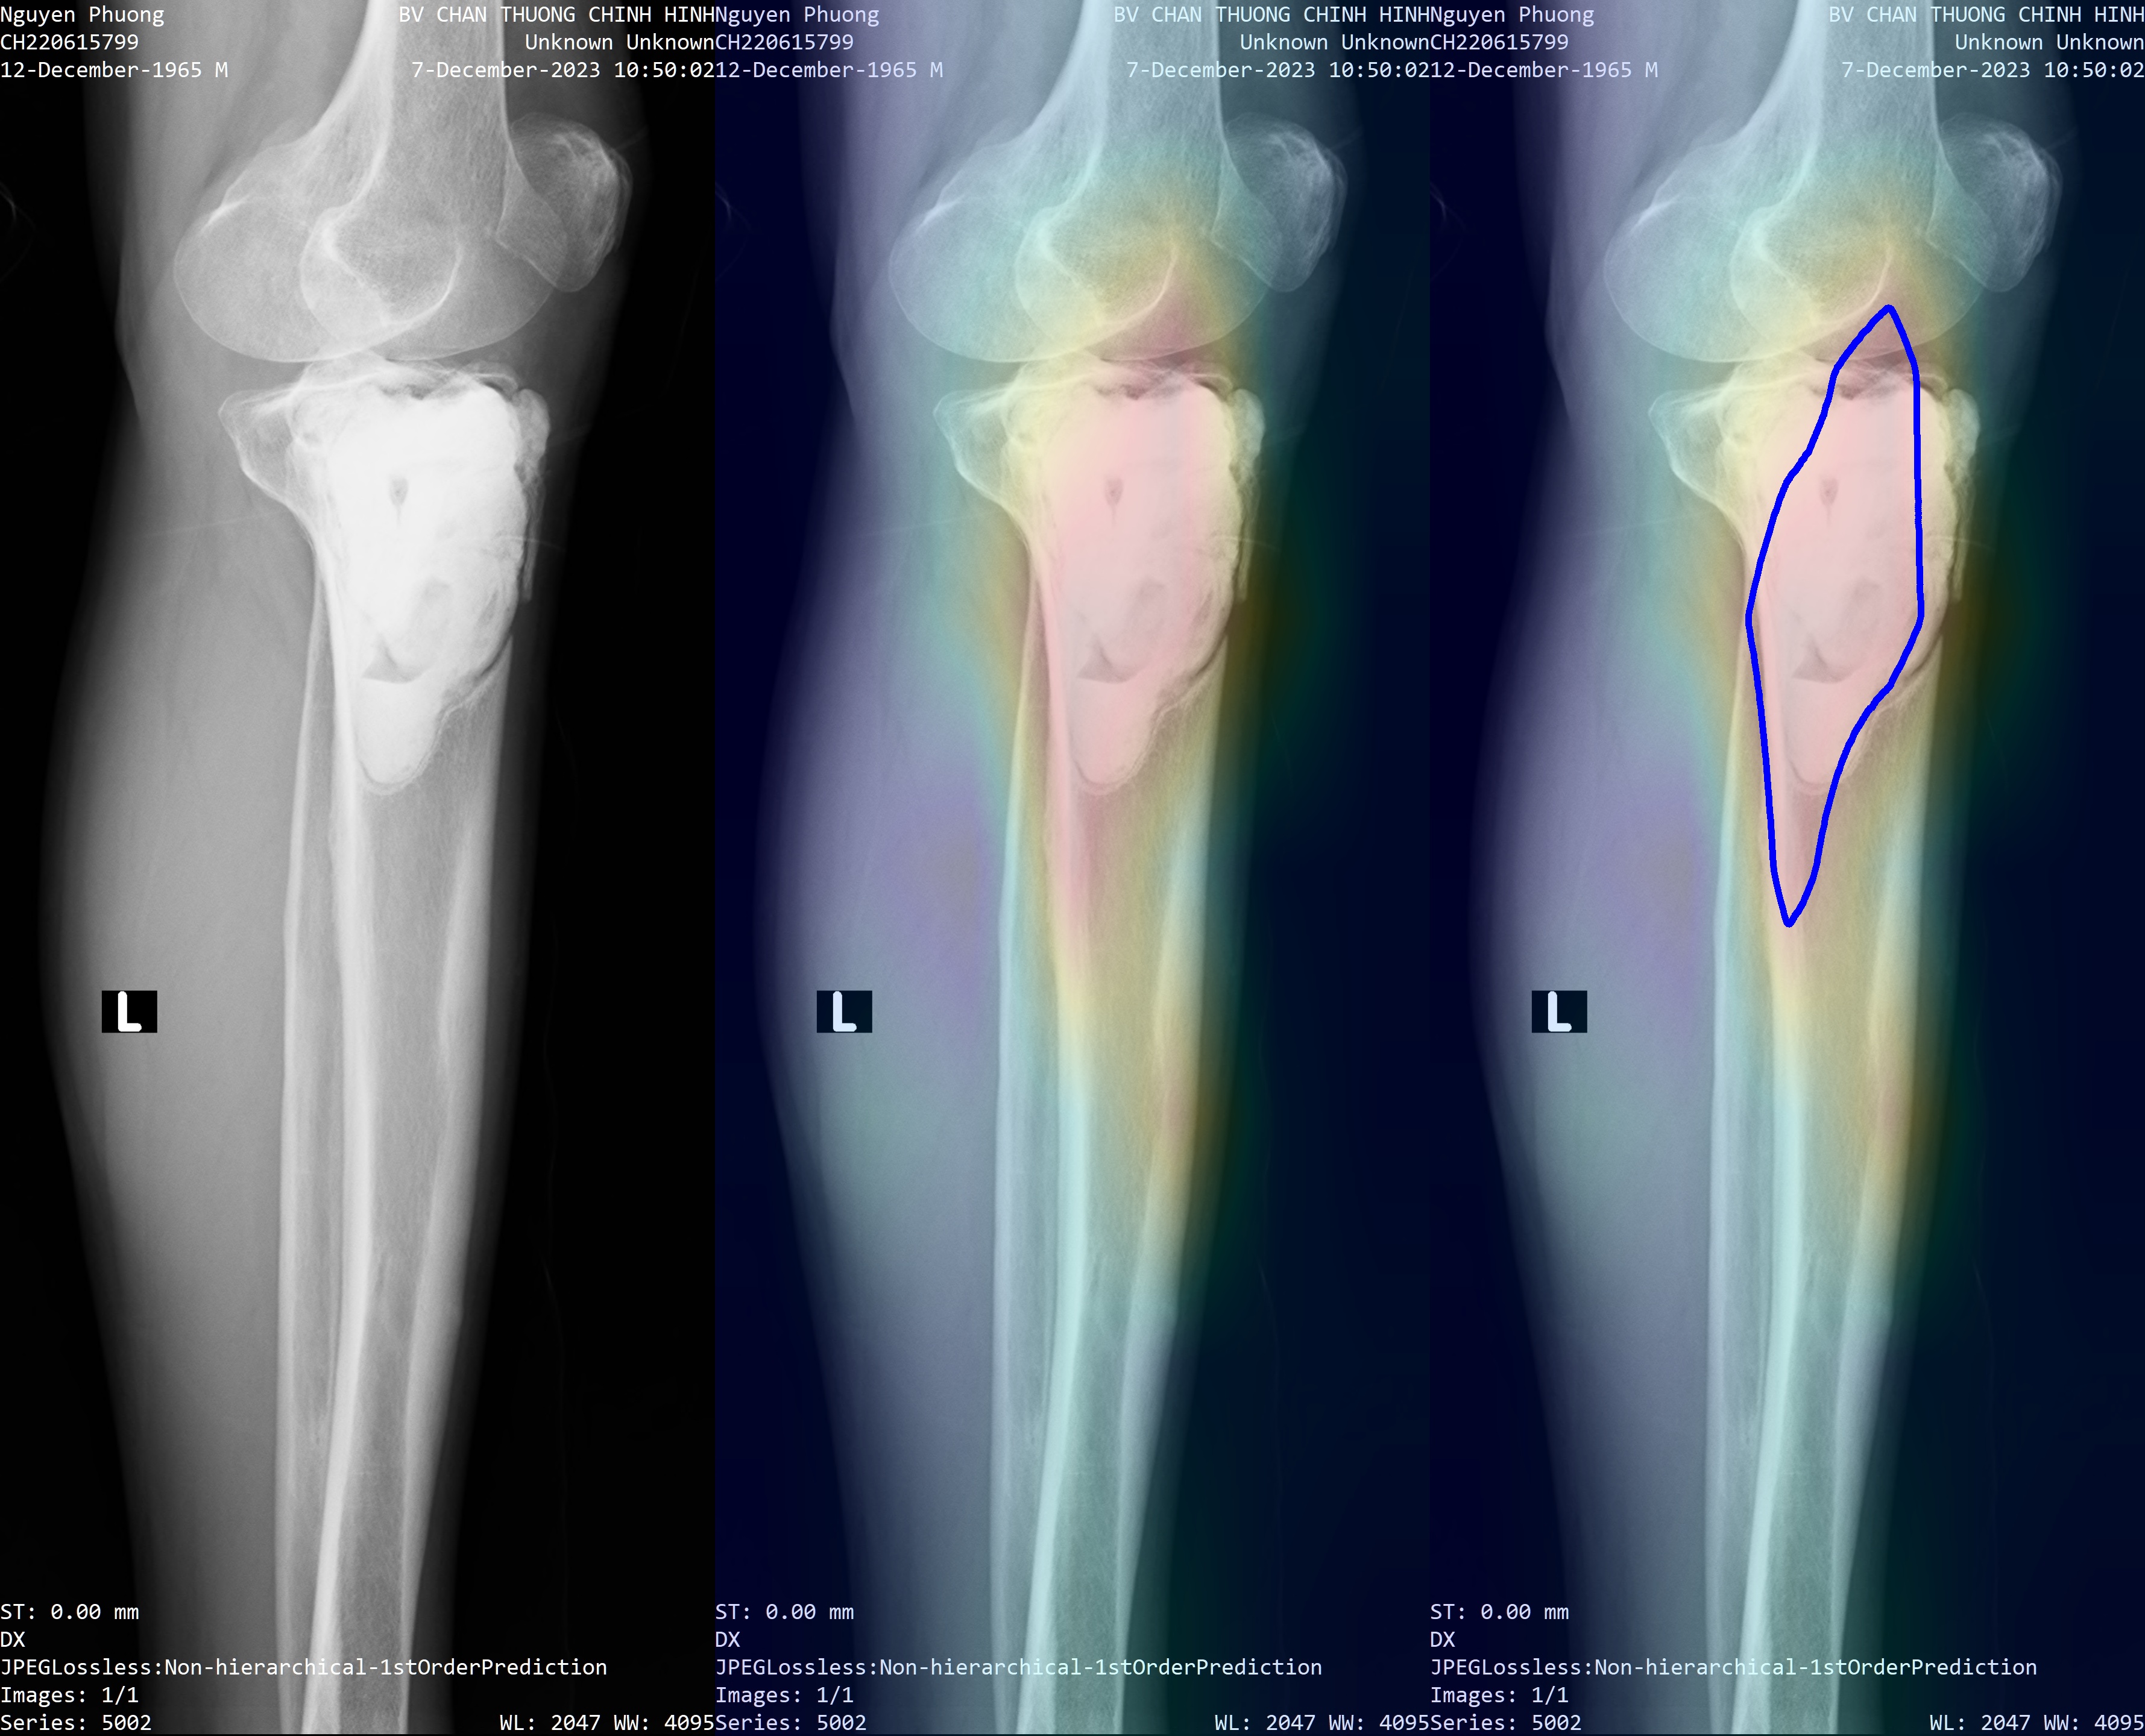 Nguyen Phuong
CH220615799
12-December-1965 M
BV CHAN THUONG CHINH HINH
Unknown Unknown
7-December-2023 10:50:02
L
ST: 0.00 mm
DX
JPEGLossless:Non-hierarchical-1stOrderPrediction
Images: 1/1
Series: 5002
WL: 2047 WW: 4095
Nguyen Phuong
CH220615799
12-December-1965 M
BV CHAN THUONG CHINH HINH
Unknown Unknown
7-December-2023 10:50:02
L
ST: 0.00 mm
DX
JPEGLossless:Non-hierarchical-1stOrderPrediction
Images: 1/1
Series: 5002
WL: 2047 WW: 4095
Nguyen Phuong
CH220615799
12-December-1965 M
BV CHAN THUONG CHINH HINH
Unknown Unknown
7-December-2023 10:50:02
L
ST: 0.00 mm
DX
JPEGLossless:Non-hierarchical-1stOrderPrediction
Images: 1/1
Series: 5002
WL: 2047 WW: 4095